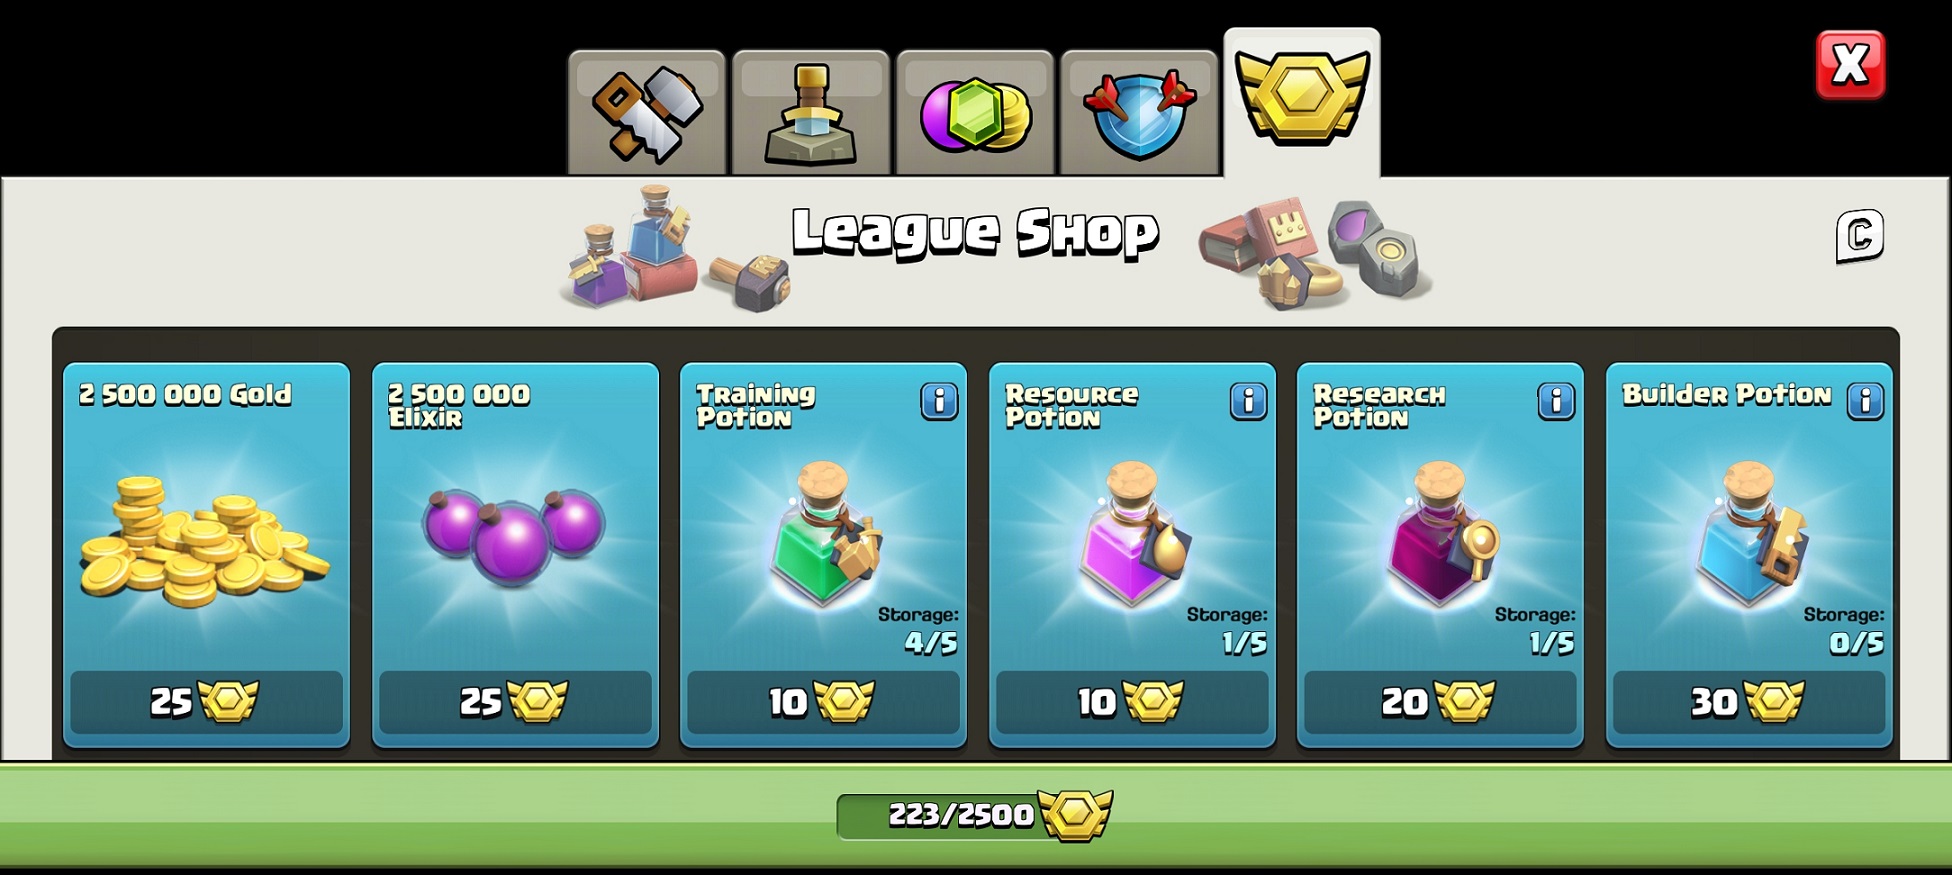 X
League Shop
C
2 500 000 Gold
2 500 000
Elixir
Training
Potion
i
Resource
Potion
i
Research
Potion
i
Builder Potion
i
Storage:
4/5
Storage:
1/5
Storage:
1/5
Storage:
0/5
25
25
10
10
20
30
223/2500